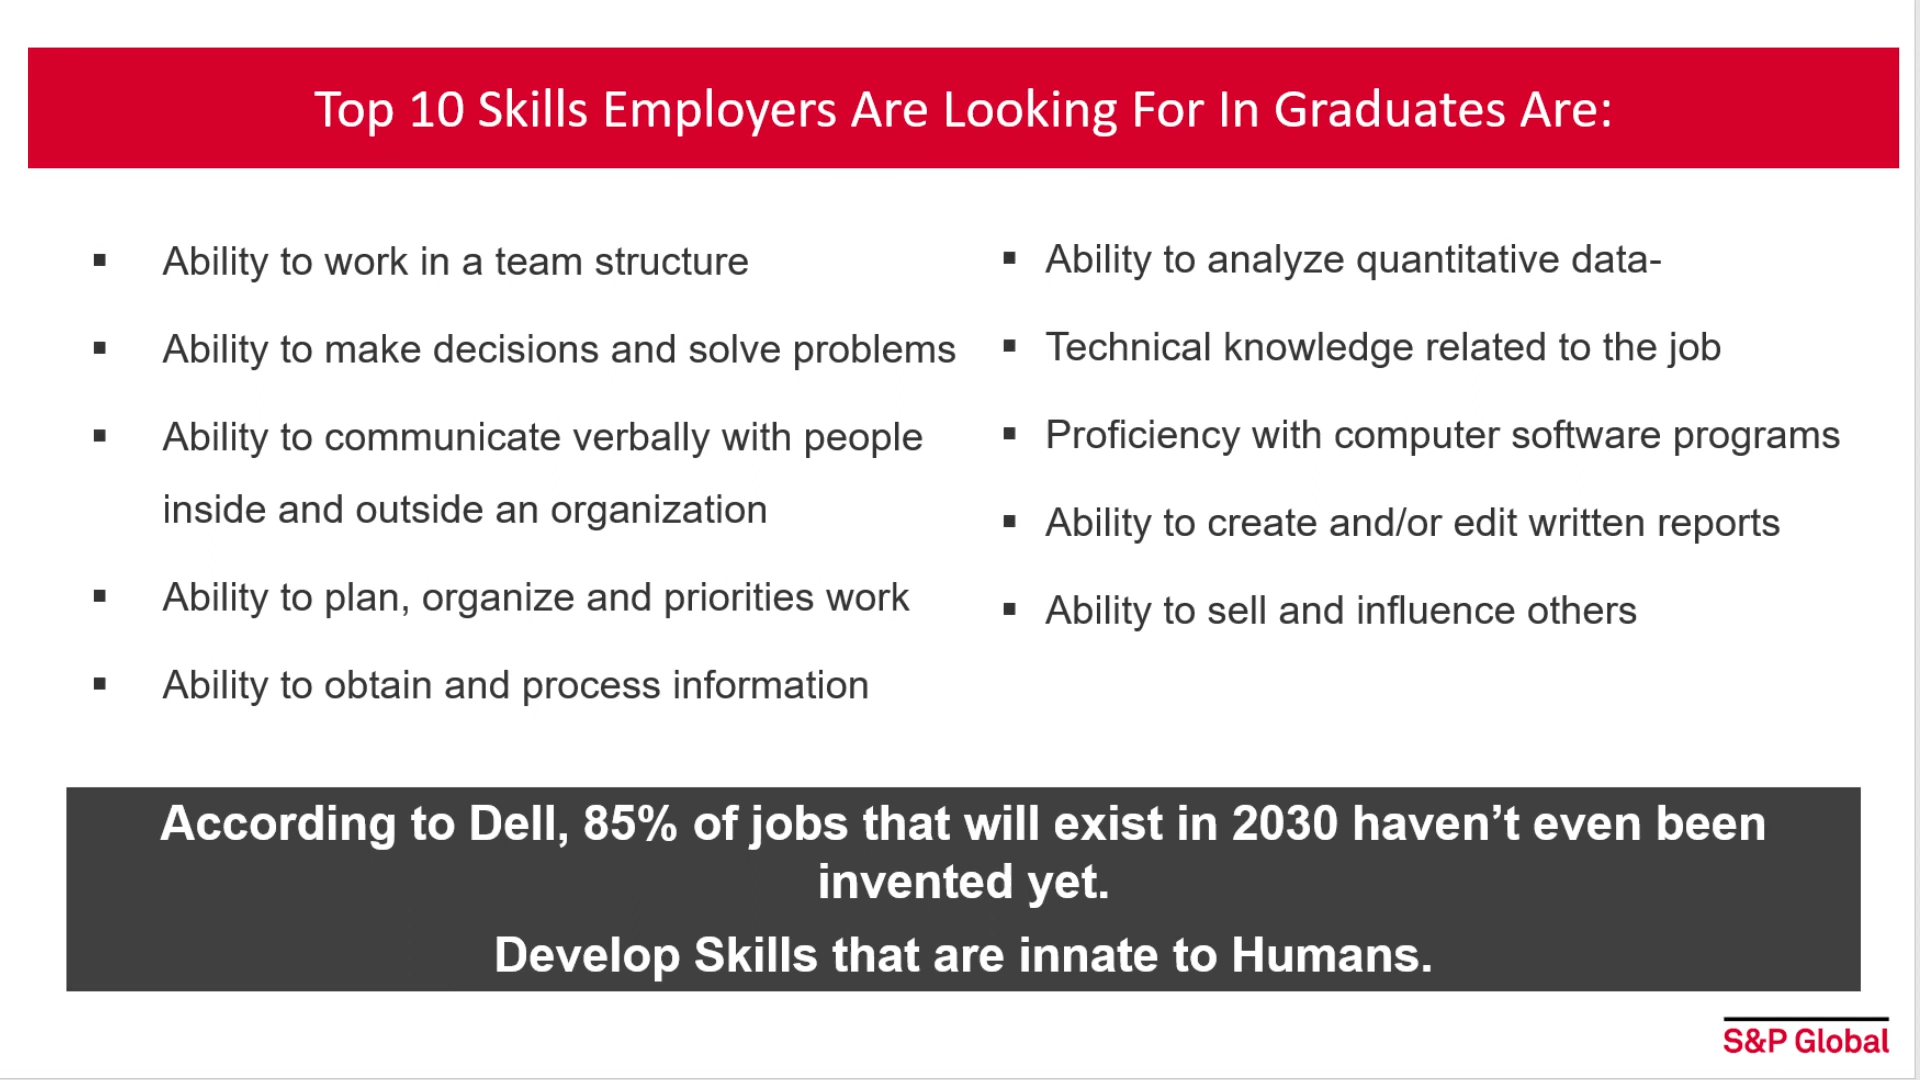 Top 10 Skills Employers Are Looking For In Graduates Are:
▪ Ability to work in a team structure
▪ Ability to make decisions and solve problems
▪ Ability to communicate verbally with people
inside and outside an organization
▪ Ability to plan, organize and priorities work
▪ Ability to obtain and process information
▪ Ability to analyze quantitative data-
▪ Technical knowledge related to the job
▪ Proficiency with computer software programs
▪ Ability to create and/or edit written reports
▪ Ability to sell and influence others
According to Dell, 85% of jobs that will exist in 2030 haven’t even been
invented yet.
Develop Skills that are innate to Humans.
S&P Global